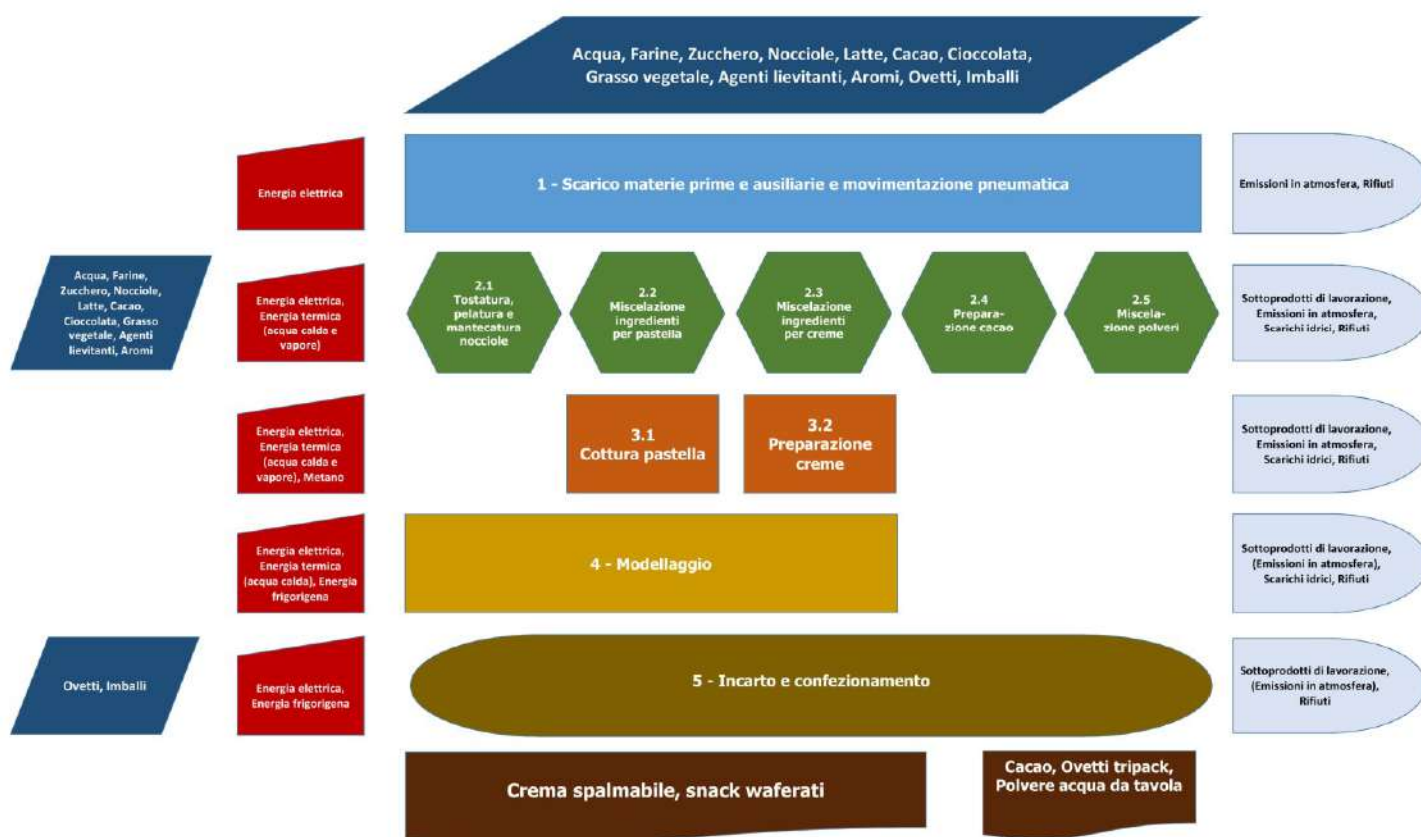 Acqua, Farine, Zucchero, Nocciole, Latte, Cacao, Cioccolata,
Grasso vegetale, Agenti lievitanti, Aromi, Ovetti, Imballi
Energia elettrica
1 - Scarico materie prime e ausiliarie e movimentazione pneumatica
Emissioni in atmosfera, Rifiuti
Acqua, Farine,
Zucchero, Nocciole,
Latte, Cacao,
Cioccolata, Grasso
vegetale, Agenti
lievitanti, Aromi
Energia elettrica,
Energia termica
(acqua calda e
vapore)
2.1
Tostatura,
pelatura e
mantecatura
nocciole
2.2
Miscelazione
ingredienti
per pastella
2.3
Miscelazione
ingredienti
per creme
2.4
Prepara-
zione cacao
2.5
Miscela-
zione polveri
Sottoprodotti di lavorazione,
Emissioni in atmosfera,
Scarichi idrici, Rifiuti
Energia elettrica,
Energia termica
(acqua calda e
vapore), Metano
3.1
Cottura pastella
3.2
Preparazione
creme
Sottoprodotti di lavorazione,
Emissioni in atmosfera,
Scarichi idrici, Rifiuti
Energia elettrica,
Energia termica
(acqua calda), Energia
frigorigena
4 - Modellaggio
Sottoprodotti di lavorazione,
(Emissioni in atmosfera),
Scarichi idrici, Rifiuti
Ovetti, Imballi
Energia elettrica,
Energia frigorigena
5 - Incarto e confezionamento
Sottoprodotti di lavorazione,
(Emissioni in atmosfera),
Rifiuti
Crema spalmabile, snack waferati
Cacao, Ovetti tripack,
Polvere acqua da tavola